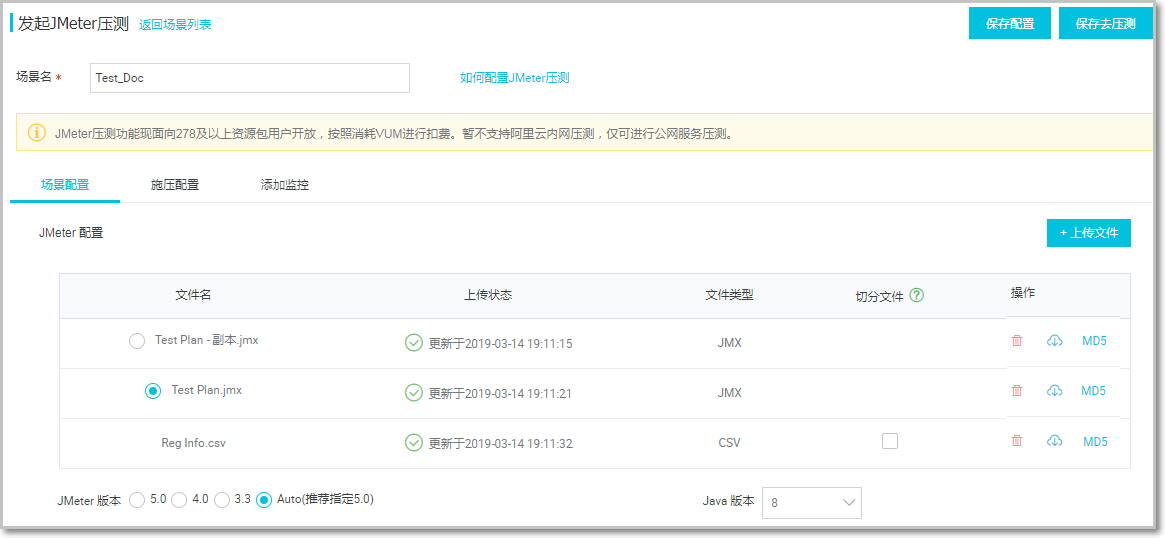 发起JMeter压测 返回场景列表 保存配置 保存去压测
场景名 * Test_Doc 如何配置JMeter压测
JMeter压测功能现面向278及以上资源包用户开放，按照消耗VUM进行扣费。暂不支持阿里云内网压测，仅可进行公网服务压测。
场景配置 施压配置 添加监控
JMeter 配置 + 上传文件
文件名 上传状态 文件类型 切分文件 ? 操作
Test Plan - 副本.jmx 更新于2019-03-14 19:11:15 JMX MD5
Test Plan.jmx 更新于2019-03-14 19:11:21 JMX MD5
Reg Info.csv 更新于2019-03-14 19:11:32 CSV MD5
JMeter 版本 5.0 4.0 3.3 Auto(推荐指定5.0) Java 版本 8